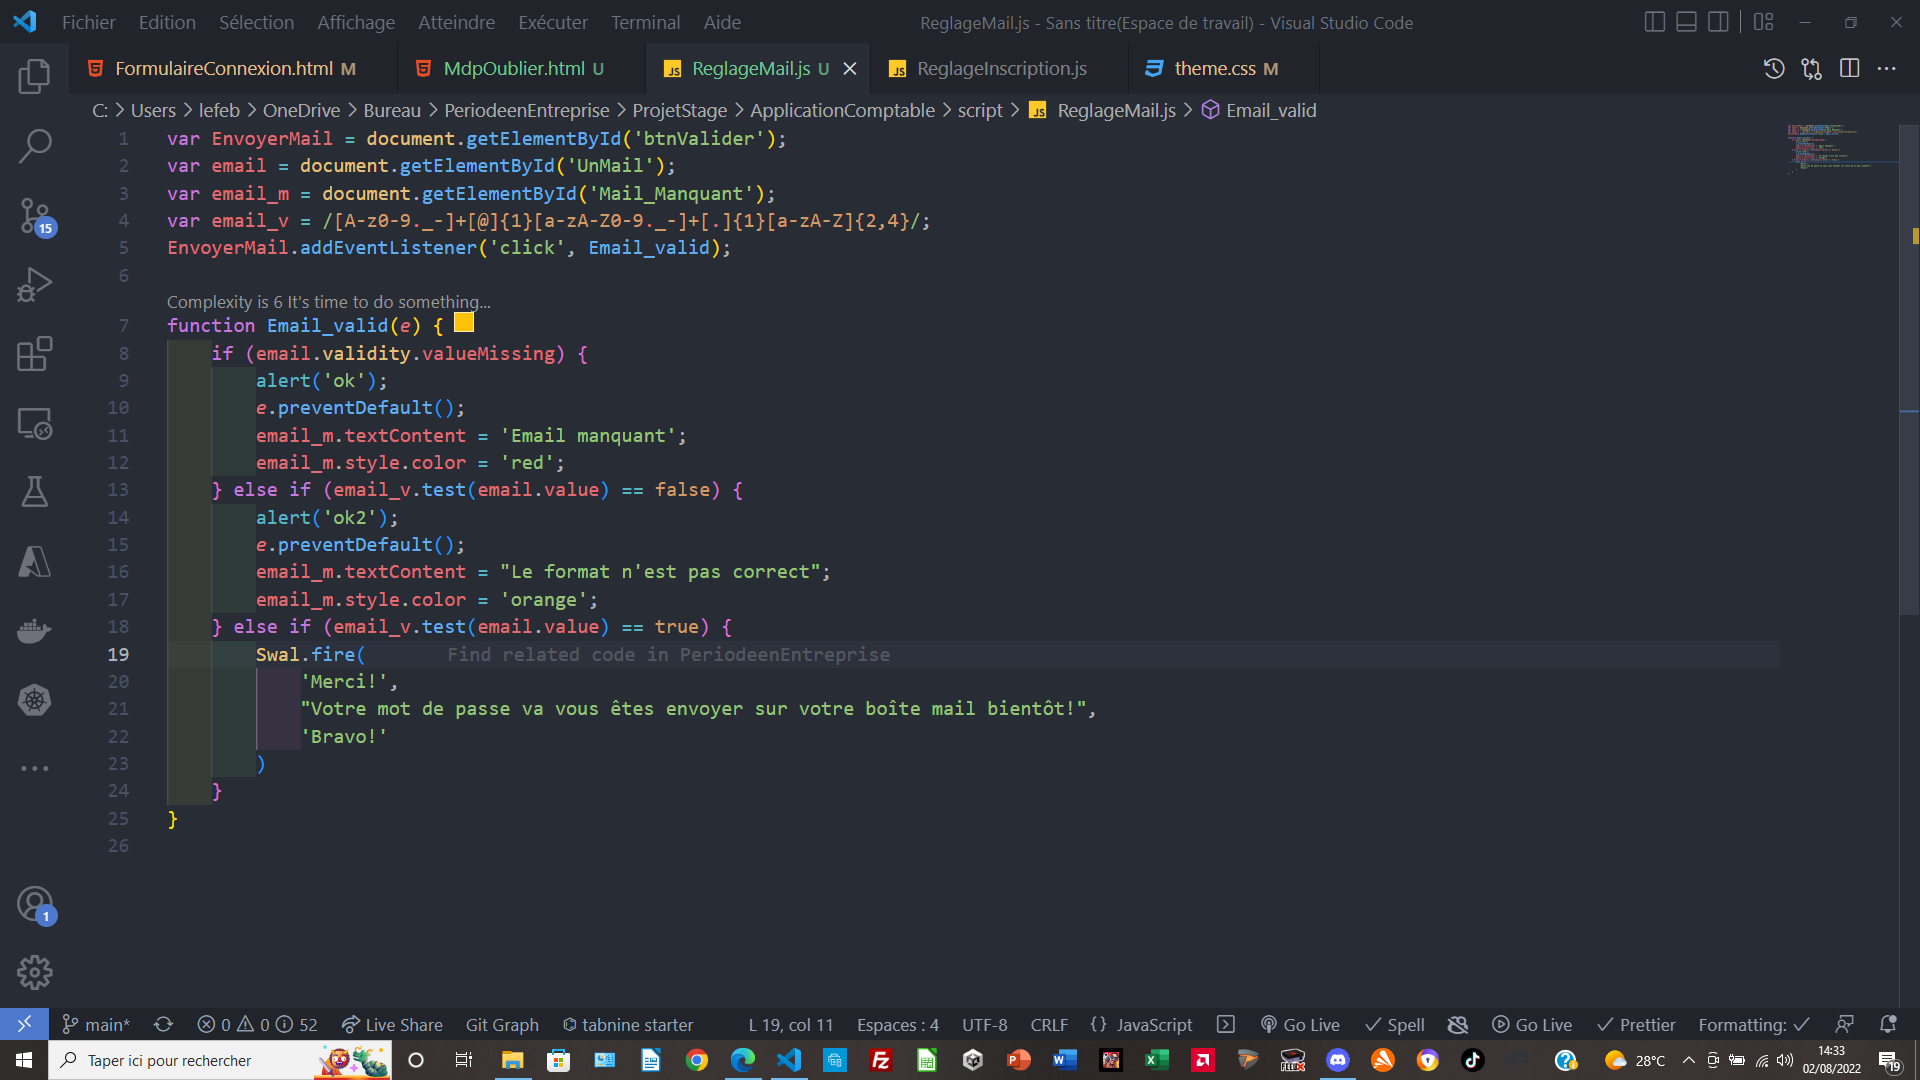 Fichier Edition Sélection Affichage Atteindre Exécuter Terminal Aide ReglageMail.js - Sans titre(Espace de travail) - Visual Studio Code
FormulaireConnexion.html M MdpOublier.html U JS ReglageMail.js U JS ReglageInscription.js theme.css M
C: > Users > lefeb > OneDrive > Bureau > PeriodeenEntreprise > ProjetStage > ApplicationComptable > script > JS ReglageMail.js > Email_valid
1 var EnvoyerMail = document.getElementById('btnValider');
2 var email = document.getElementById('UnMail');
3 var email_m = document.getElementById('Mail_Manquant');
4 var email_v = /[A-z0-9._-]+[@]{1}[a-zA-Z0-9._-]+[.]{1}[a-zA-Z]{2,4}/;
5 EnvoyerMail.addEventListener('click', Email_valid);
6
Complexity is 6 It's time to do something...
7 function Email_valid(e) {
8 if (email.validity.valueMissing) {
9 alert('ok');
10 e.preventDefault();
11 email_m.textContent = 'Email manquant';
12 email_m.style.color = 'red';
13 } else if (email_v.test(email.value) == false) {
14 alert('ok2');
15 e.preventDefault();
16 email_m.textContent = "Le format n'est pas correct";
17 email_m.style.color = 'orange';
18 } else if (email_v.test(email.value) == true) {
19 Swal.fire( Find related code in PeriodeenEntreprise
20 'Merci!',
21 "Votre mot de passe va vous êtes envoyer sur votre boîte mail bientôt!",
22 'Bravo!'
23 )
24 }
25 }
26
15
1
main* 0 0 52 Live Share Git Graph tabnine starter L 19, col 11 Espaces : 4 UTF-8 CRLF {} JavaScript Go Live Spell Go Live Prettier Formatting:
Taper ici pour rechercher 28°C 14:33
02/08/2022 19